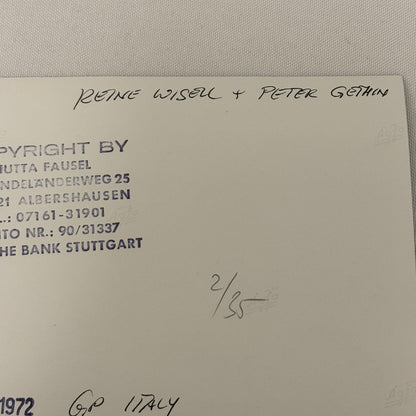 REINE WISELL + PETER GETHIN
PYRIGHT BY
JUTTA FAUSEL
NDELÄNDERWEG 25
21 ALBERSHAUSEN
L.: 07161-31901
NTO NR.: 90/31337
HE BANK STUTTGART
2/35
1972 GP ITALY